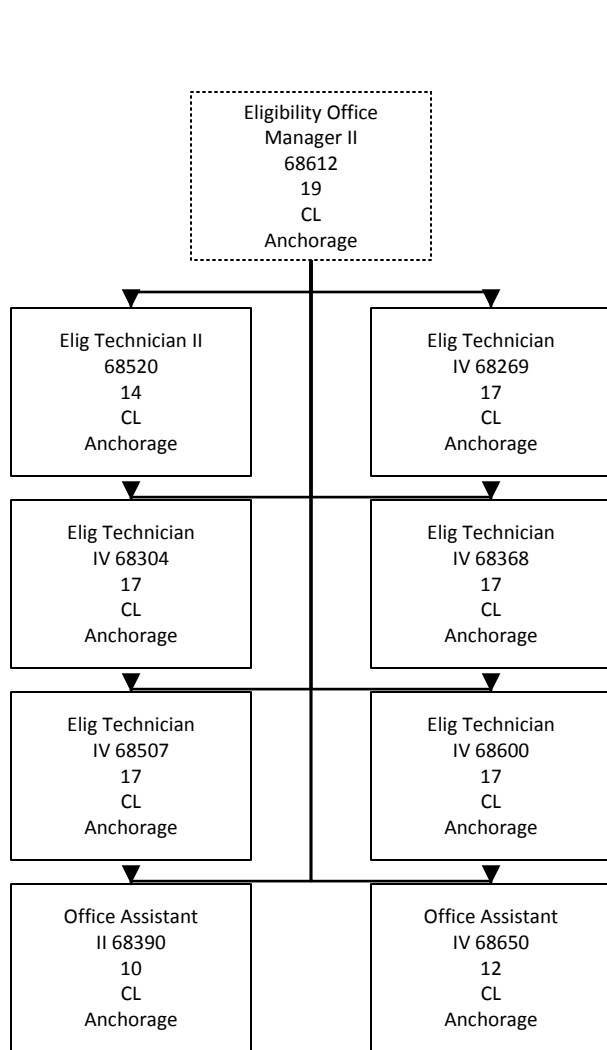 Eligibility Office
Manager II
68612
19
CL
Anchorage
Elig Technician II
68520
14
CL
Anchorage
Elig Technician
IV 68269
17
CL
Anchorage
Elig Technician
IV 68304
17
CL
Anchorage
Elig Technician
IV 68368
17
CL
Anchorage
Elig Technician
IV 68507
17
CL
Anchorage
Elig Technician
IV 68600
17
CL
Anchorage
Office Assistant
II 68390
10
CL
Anchorage
Office Assistant
IV 68650
12
CL
Anchorage